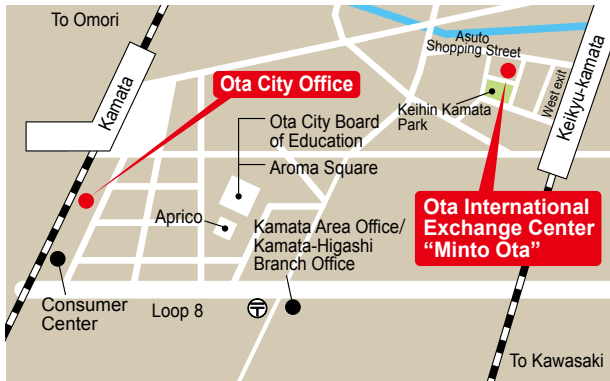 To Omori
Kamata
Ota City Office
Asuto
Shopping Street
West exit
Keikyu-kamata
Keihin Kamata
Park
Ota City Board
of Education
Aroma Square
Aprico
Kamata Area Office/
Kamata-Higashi
Branch Office
Ota International
Exchange Center
“Minto Ota”
Consumer
Center
Loop 8
〒
To Kawasaki